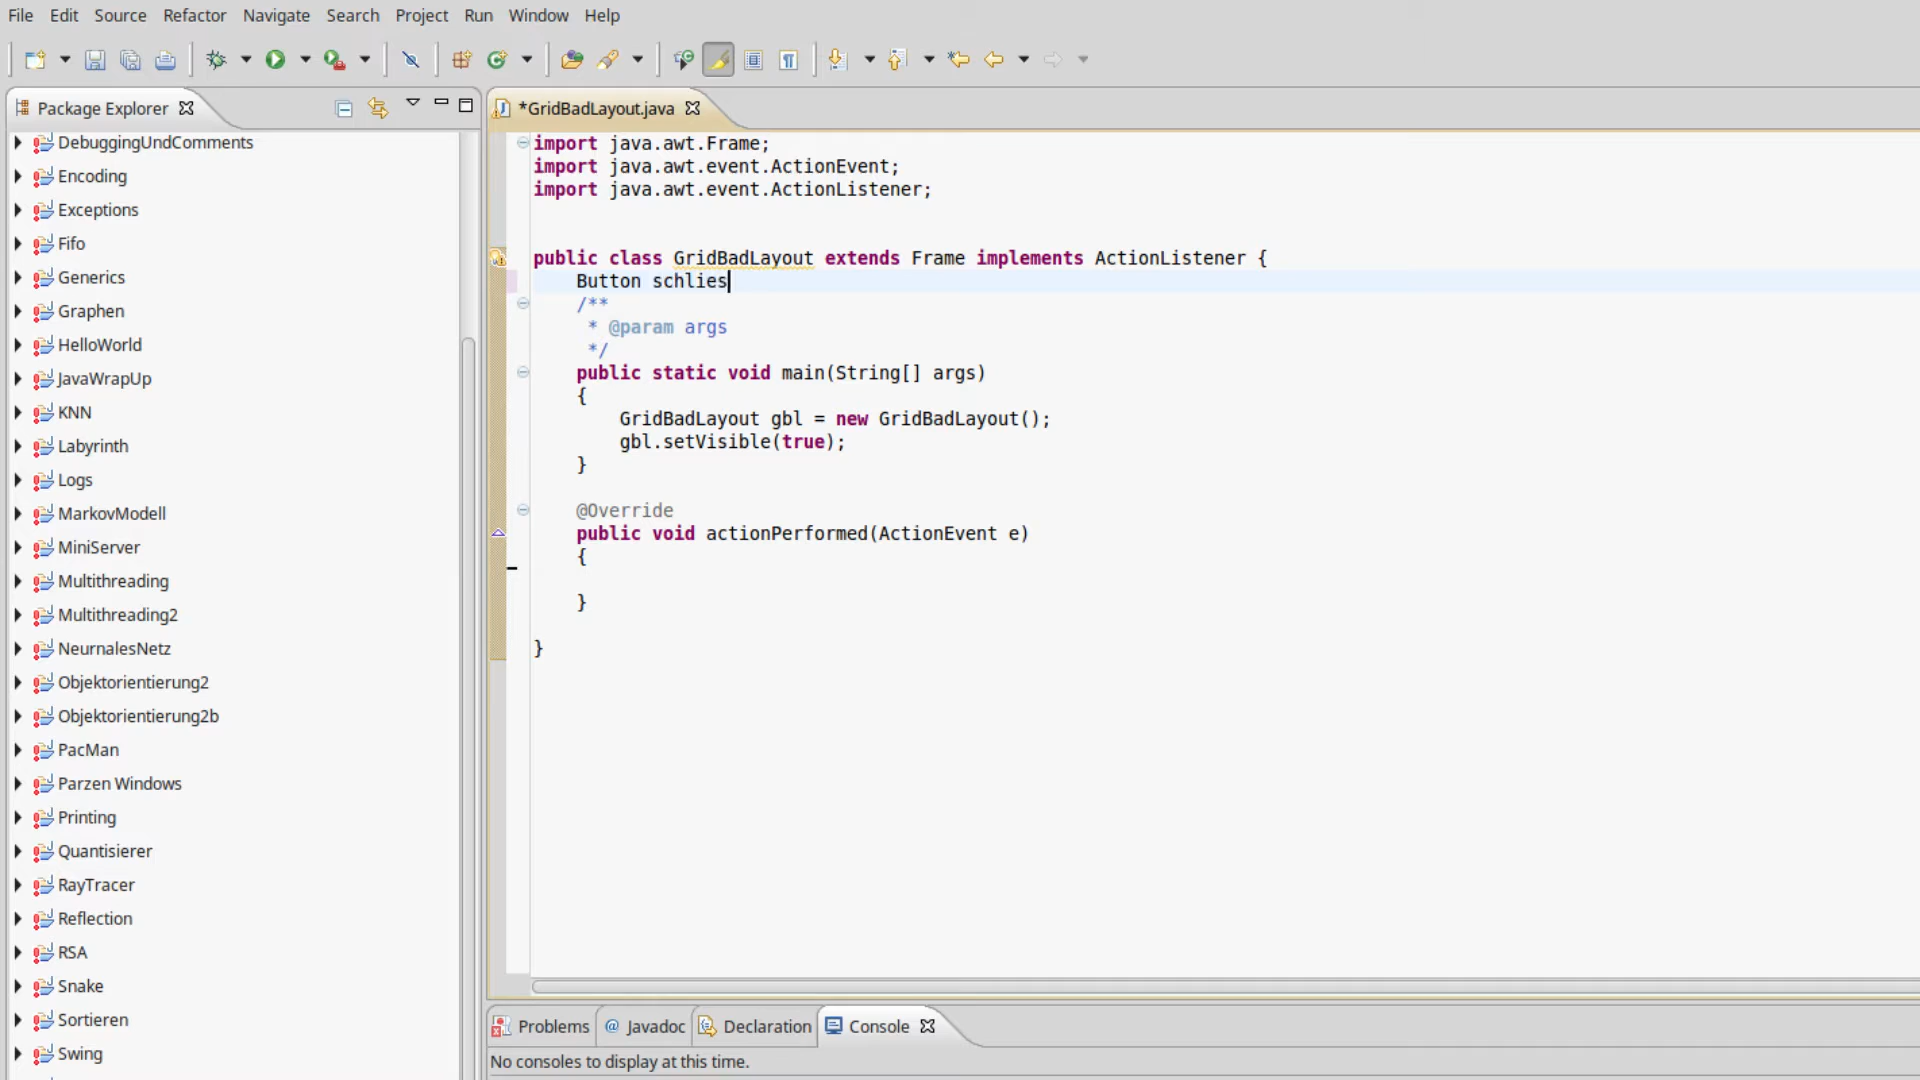 File Edit Source Refactor Navigate Search Project Run Window Help
Package Explorer
DebuggingUndComments
Encoding
Exceptions
Fifo
Generics
Graphen
HelloWorld
JavaWrapUp
KNN
Labyrinth
Logs
MarkovModell
MiniServer
Multithreading
Multithreading2
NeurnalesNetz
Objektorientierung2
Objektorientierung2b
PacMan
Parzen Windows
Printing
Quantisierer
RayTracer
Reflection
RSA
Snake
Sortieren
Swing
*GridBadLayout.java
import java.awt.Frame;
import java.awt.event.ActionEvent;
import java.awt.event.ActionListener;
public class GridBadLayout extends Frame implements ActionListener {
Button schlies
/**
* @param args
*/
public static void main(String[] args)
{
GridBadLayout gbl = new GridBadLayout();
gbl.setVisible(true);
}
@Override
public void actionPerformed(ActionEvent e)
{
}
}
Problems @ Javadoc Declaration Console
No consoles to display at this time.